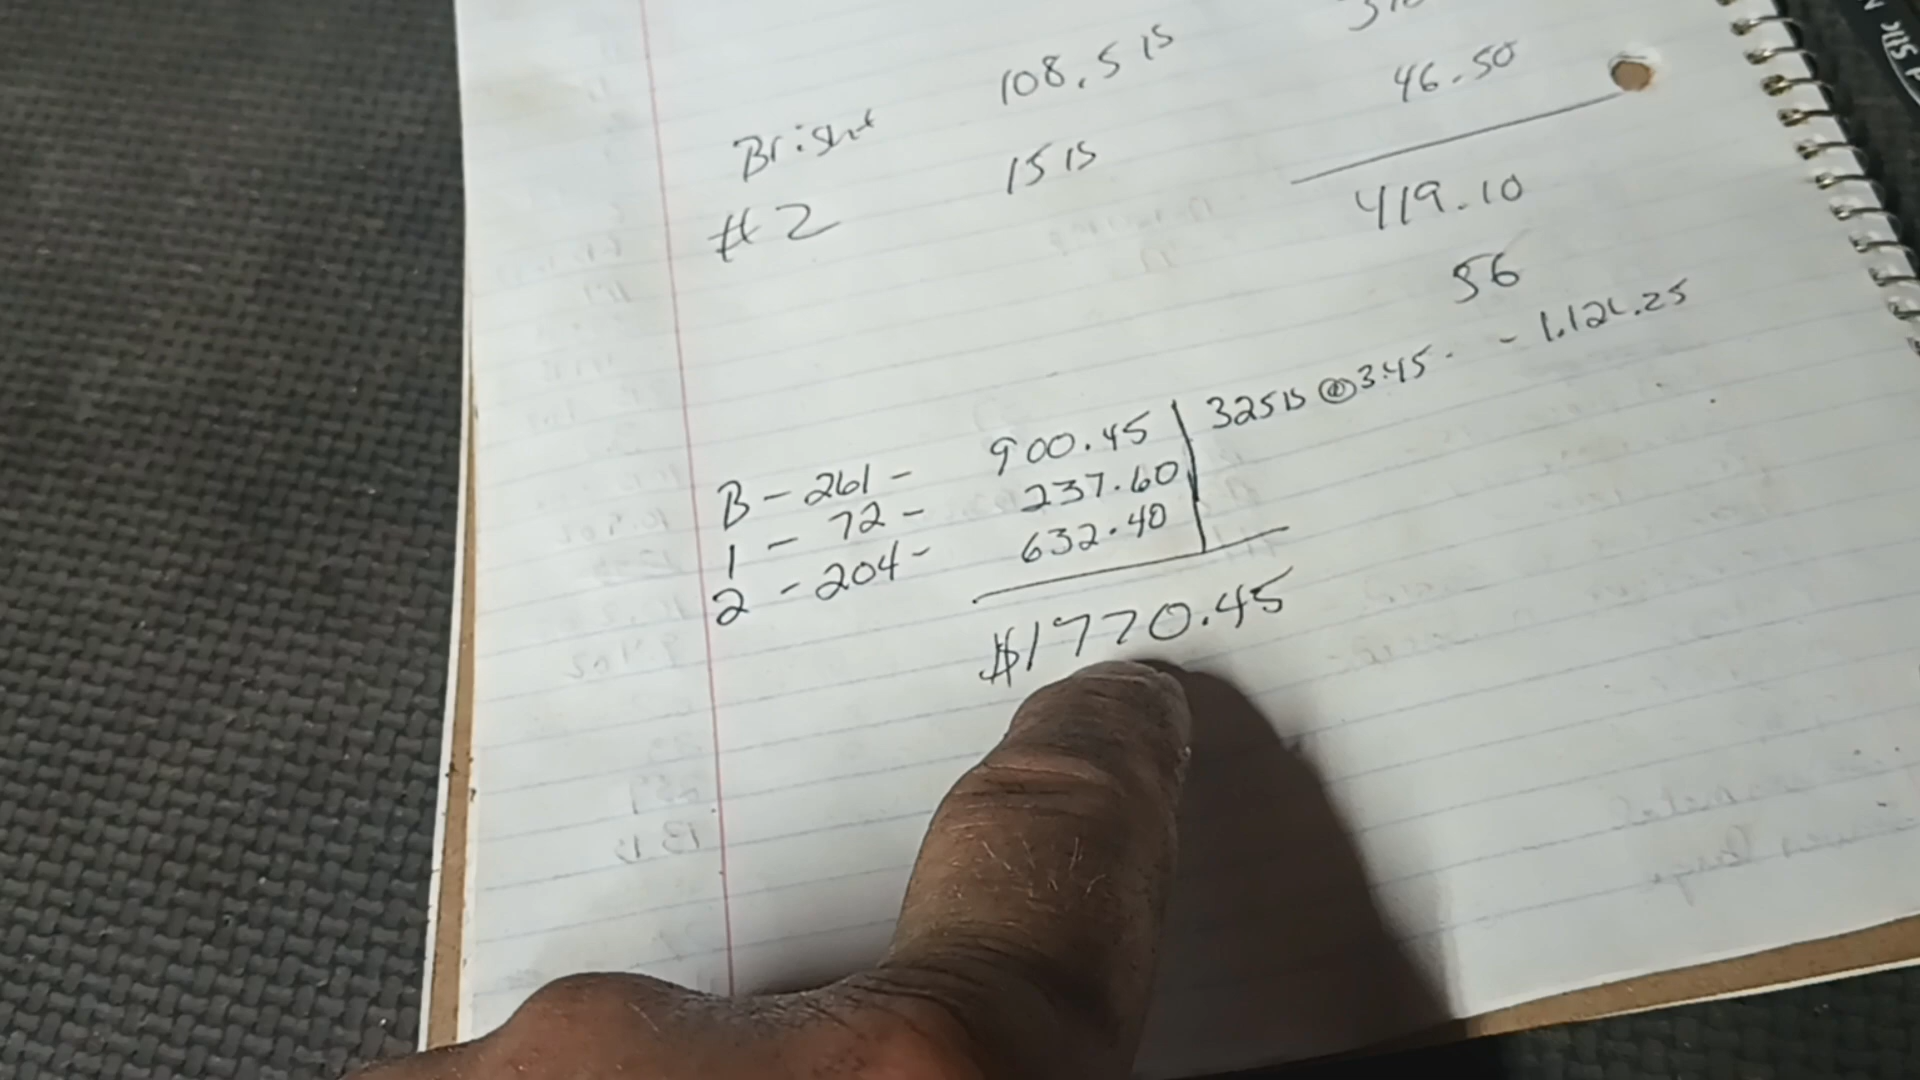 Bright 108.5 lb
46.50
#2 15 lb
419.10
56
325 lb @ 3.45 - 1,121.25
B - 261 - 900.45
1 - 72 - 237.60
2 - 204 - 632.40
$1770.45